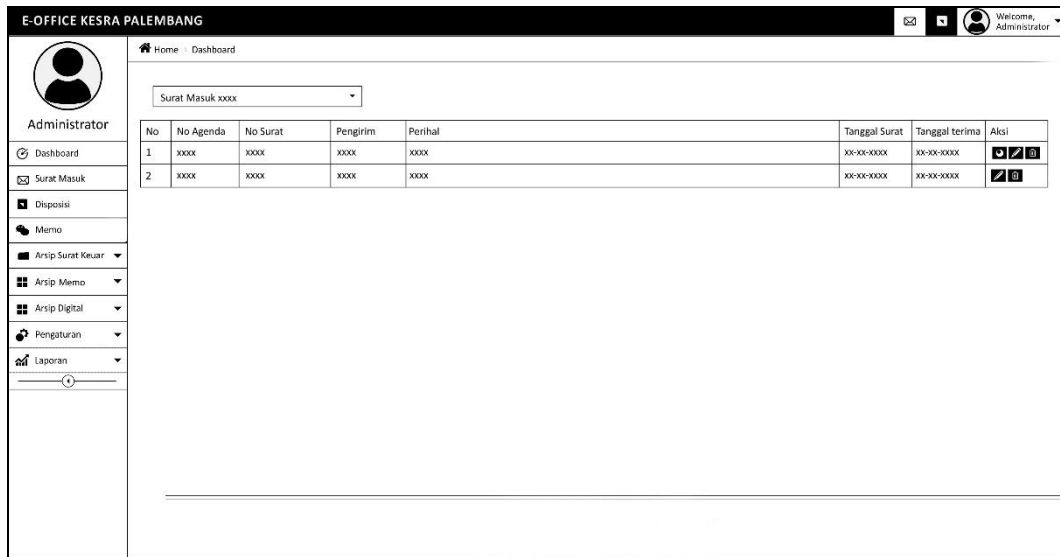 E-OFFICE KESRA PALEMBANG
Welcome,
Administrator
Home Dashboard
Administrator
Dashboard
Surat Masuk
Disposisi
Memo
Arsip Surat Keuar
Arsip Memo
Arsip Digital
Pengaturan
Laporan
Surat Masuk xxxx
No No Agenda No Surat Pengirim Perihal Tanggal Surat Tanggal terima Aksi
1 xxxx xxxx xxxx xxxx xx-xx-xxxx xx-xx-xxxx
2 xxxx xxxx xxxx xxxx xx-xx-xxxx xx-xx-xxxx